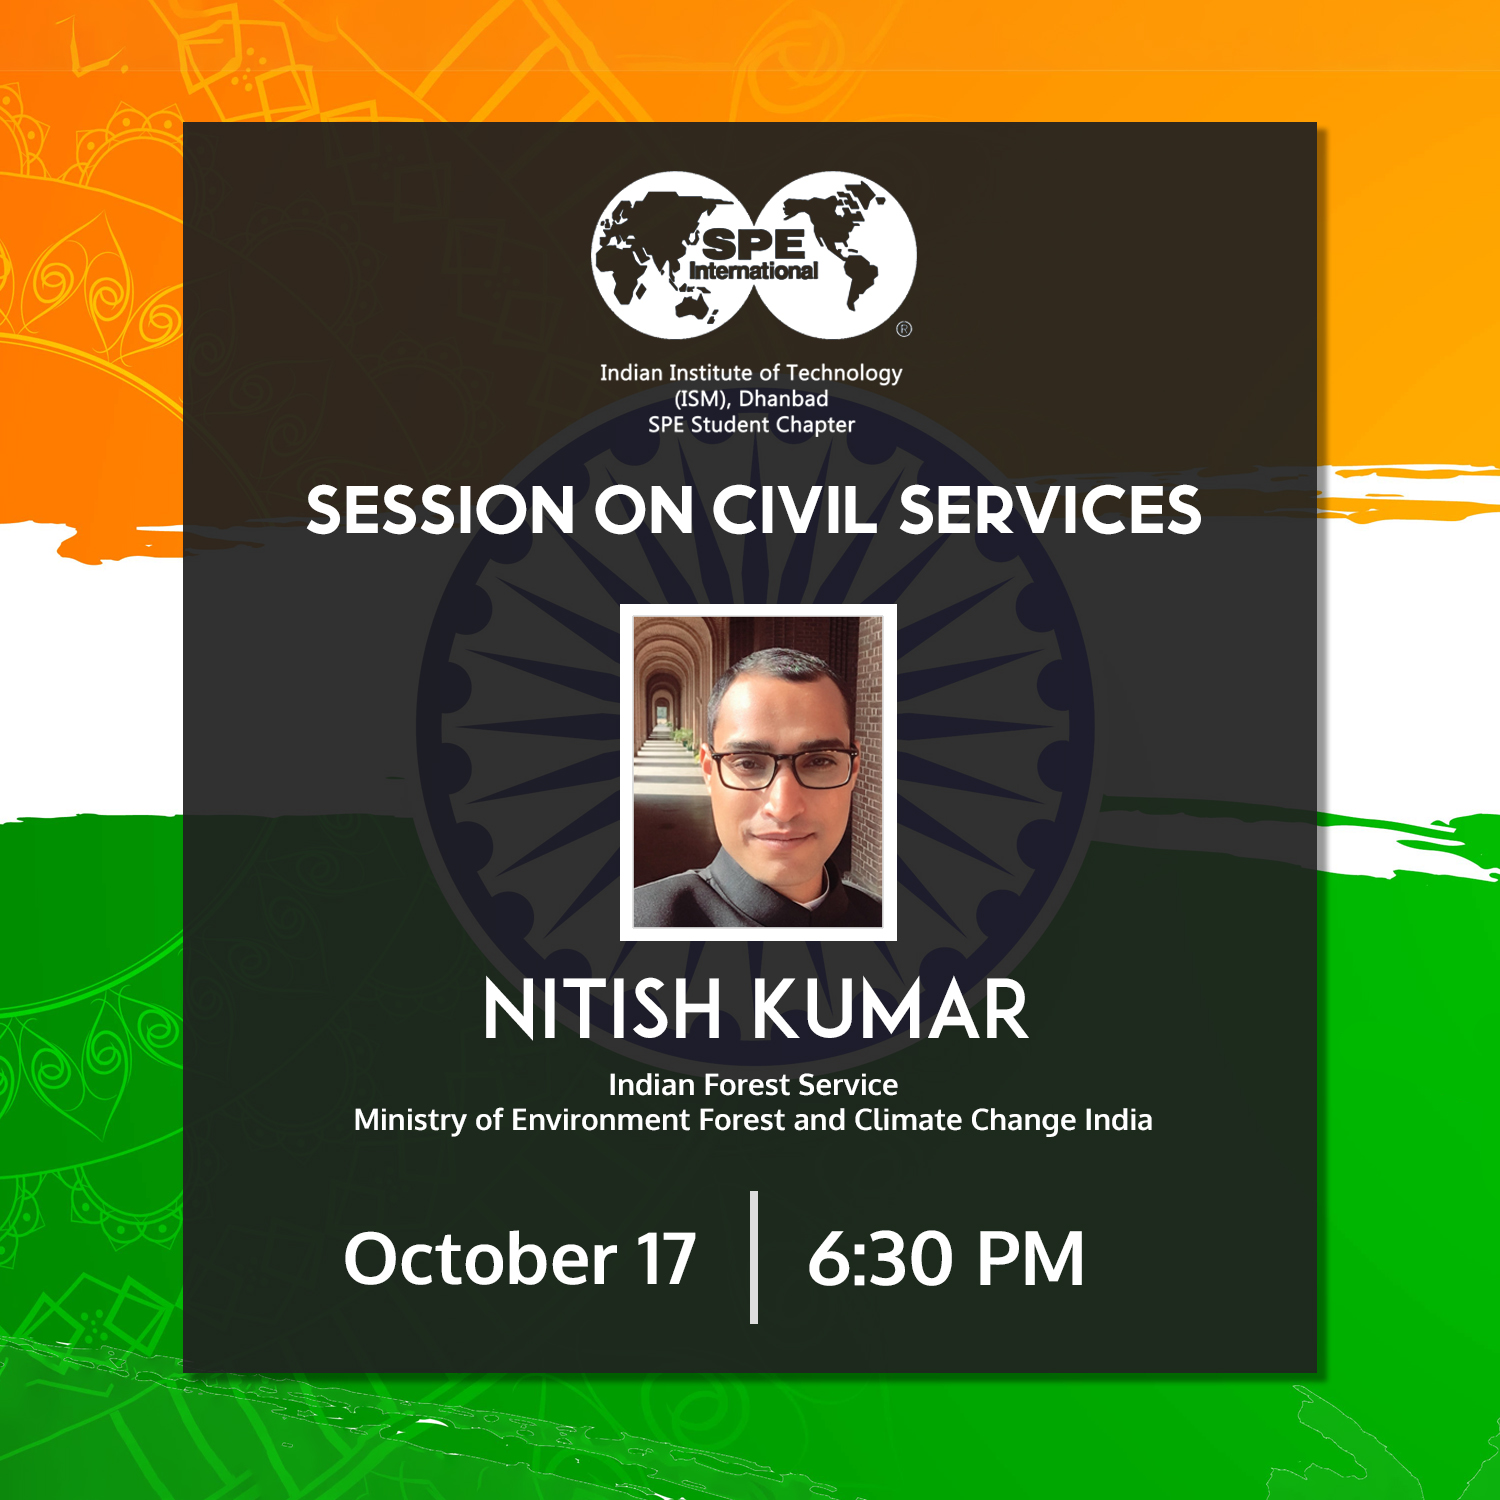 SPE
International
®
Indian Institute of Technology
(ISM), Dhanbad
SPE Student Chapter
SESSION ON CIVIL SERVICES
NITISH KUMAR
Indian Forest Service
Ministry of Environment Forest and Climate Change India
October 17 | 6:30 PM